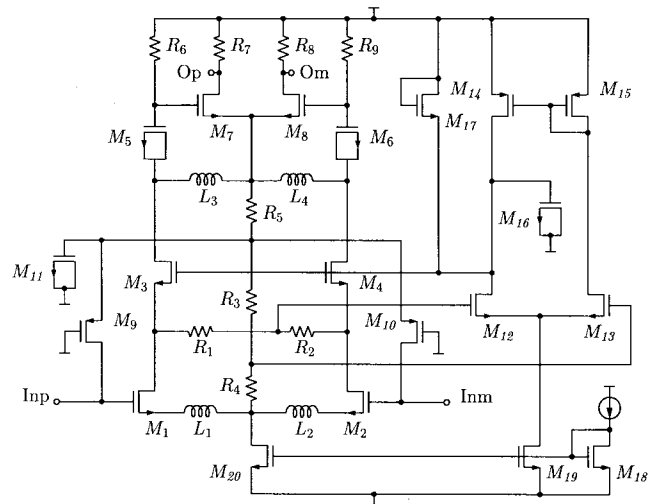 R6 R7 R8 R9
Op Om
M14 M15
M17
M5 M7 M8 M6
L3 L4
R5
M16
M11 M3 M4
R3
M9 R1 R2 M10 M12 M13
R4
Inp Inm
M1 L1 L2 M2
M20 M19 M18